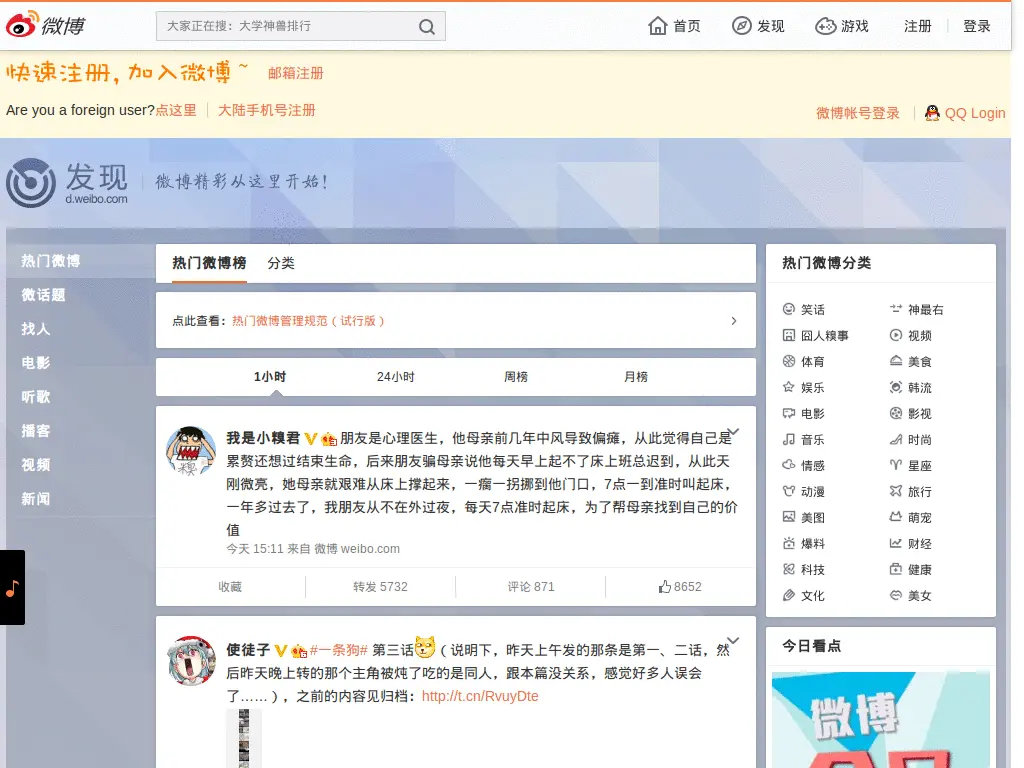 微博
大家正在搜：大学神兽排行
首页
发现
游戏
注册
登录
快速注册，加入微博~ 邮箱注册
Are you a foreign user?点这里 大陆手机号注册
微博帐号登录
QQ Login
发现
d.weibo.com
微博精彩从这里开始！
热门微博
微话题
找人
电影
听歌
播客
视频
新闻
热门微博榜 分类
点此查看：热门微博管理规范（试行版）
1小时 24小时 周榜 月榜
我是小糗君 V 朋友是心理医生，他母亲前几年中风导致偏瘫，从此觉得自己是
累赘还想过结束生命，后来朋友骗母亲说他每天早上起不了床上班总迟到，从此天
刚微亮，她母亲就艰难从床上撑起来，一瘸一拐挪到他门口，7点一到准时叫起床，
一年多过去了，我朋友从不在外过夜，每天7点准时起床，为了帮母亲找到自己的价
值
今天 15:11 来自 微博 weibo.com
收藏 转发 5732 评论 871 8652
使徒子 V #一条狗# 第三话（说明下，昨天上午发的那条是第一、二话，然
后昨天晚上转的那个主角被炖了吃的是同人，跟本篇没关系，感觉好多人误会
了……），之前的内容见归档：http://t.cn/RvuyDte
热门微博分类
笑话 神最右
囧人糗事 视频
体育 美食
娱乐 韩流
电影 影视
音乐 时尚
情感 星座
动漫 旅行
美图 萌宠
爆料 财经
科技 健康
文化 美女
今日看点
微博